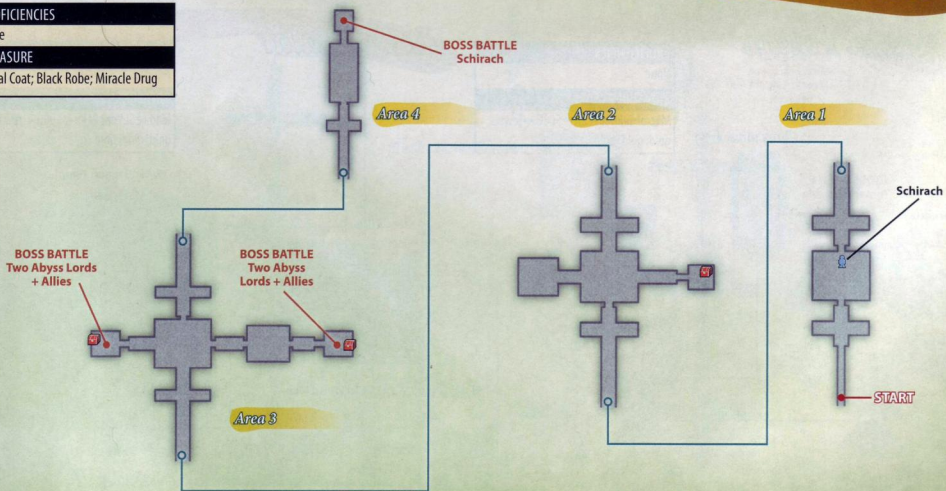 FICIENCIES
e
ASURE
al Coat; Black Robe; Miracle Drug
BOSS BATTLE
Schirach
Area 4
Area 2
Area 1
Schirach
BOSS BATTLE
Two Abyss Lords
+ Allies
BOSS BATTLE
Two Abyss
Lords + Allies
START
Area 3